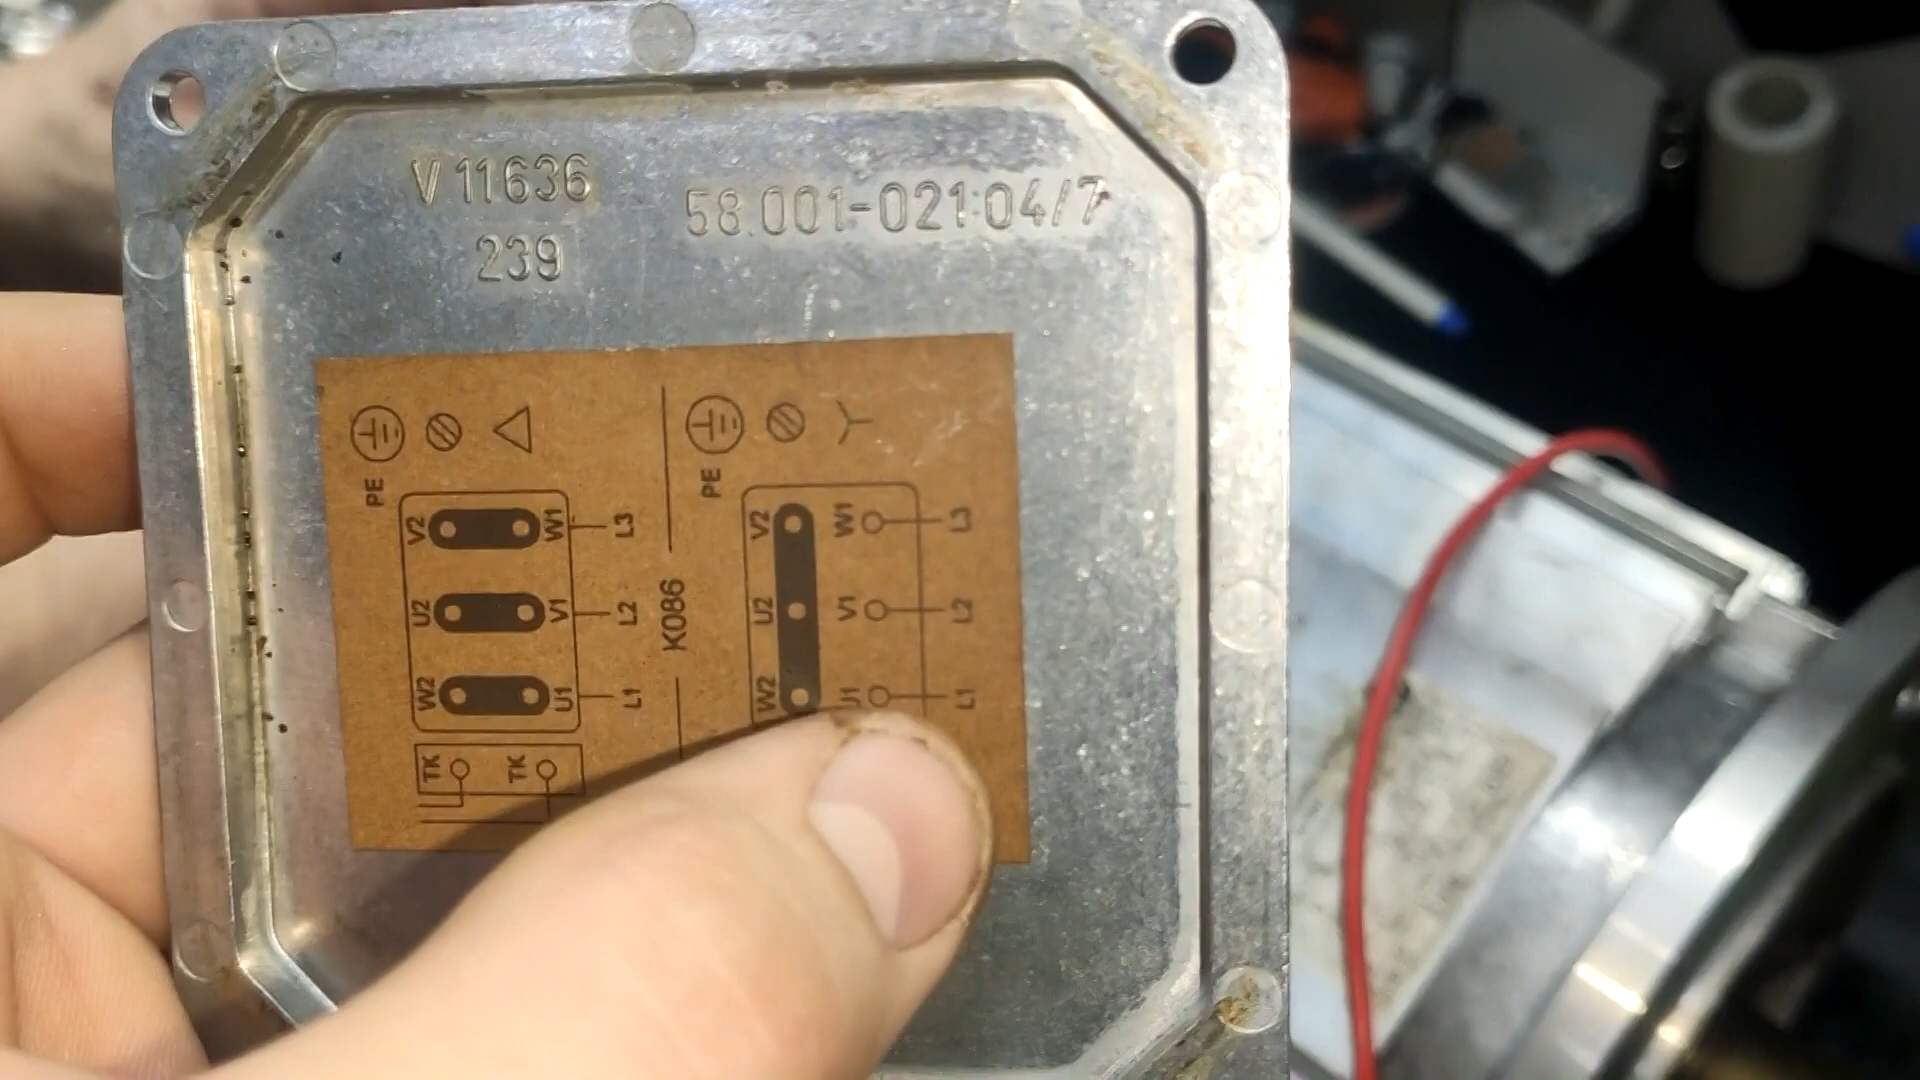 V 11636
239
58.001-021:04/7
PE
V2 W1 L3
U2 V1 L2
W2 U1 L1
TK TK
K086
PE
V2 W1 L3
U2 V1 L2
W2 U1 L1